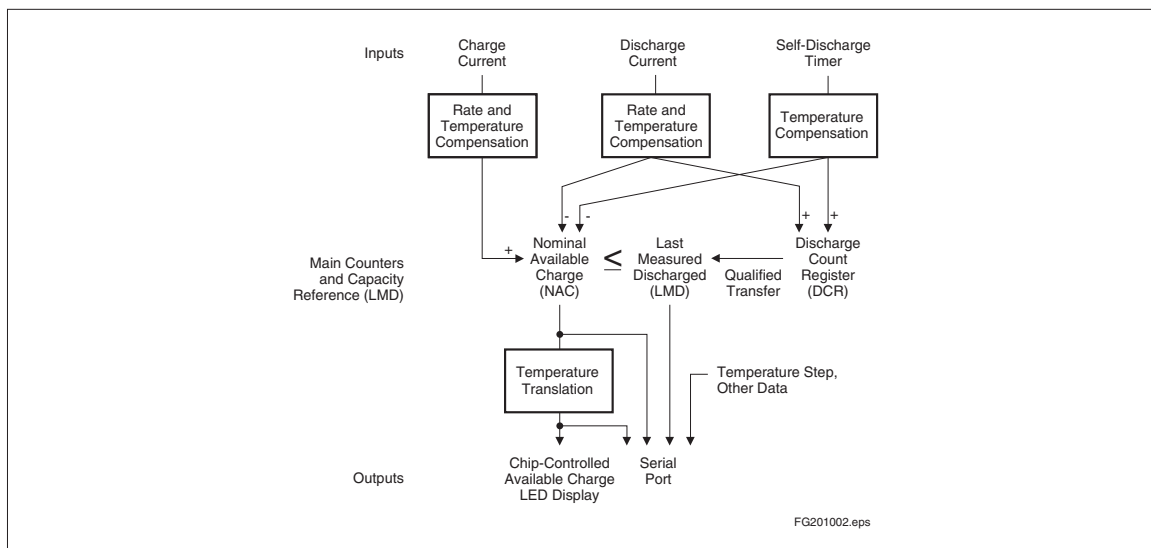 Inputs
Charge
Current
Discharge
Current
Self-Discharge
Timer
Rate and
Temperature
Compensation
Rate and
Temperature
Compensation
Temperature
Compensation
- -
+ +
Main Counters
and Capacity
Reference (LMD)
+
Nominal
Available
Charge
(NAC)
≤
Last
Measured
Discharged
(LMD)
Qualified
Transfer
Discharge
Count
Register
(DCR)
Temperature
Translation
Temperature Step,
Other Data
Outputs
Chip-Controlled
Available Charge
LED Display
Serial
Port
FG201002.eps